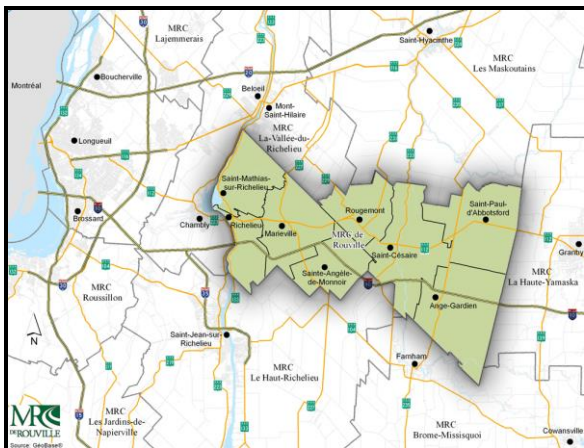 MRC
Lajemmerais
Saint-Hyacinthe
MRC
Les Maskoutains
Boucherville
Montréal
Beloeil
Mont-
Saint-Hilaire
MRC
La-Vallée-du-
Richelieu
Longueuil
Saint-Mathias-
sur-Richelieu
Saint-Paul-
d'Abbotsford
Brossard
Chambly
Richelieu
Marieville
Rougemont
MRC de
Rouville
Saint-Césaire
Granby
MRC
La Haute-Yamaska
Sainte-Angèle-
de-Monnoir
MRC
Roussillon
Ange-Gardien
N
Saint-Jean-sur-
Richelieu
Farnham
MRC
Le Haut-Richelieu
MRC
Les Jardins-de-
Napierville
MRC
Brome-Missisquoi
Cowansville
MRC
DE ROUVILLE
Source: GéoBase®